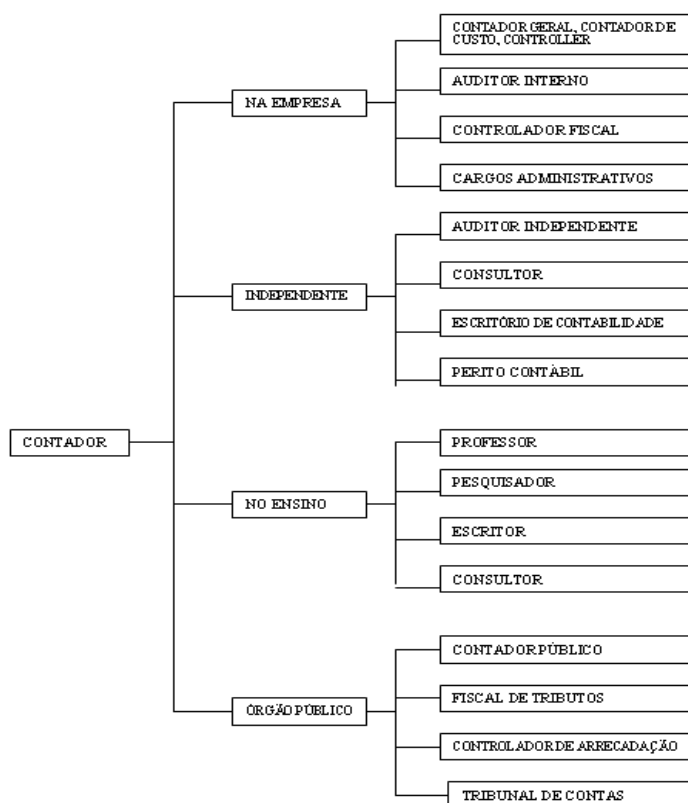 CONTADOR GERAL, CONTADOR DE
CUSTO, CONTROLLER
NA EMPRESA
AUDITOR INTERNO
CONTROLADOR FISCAL
CARGOS ADMINISTRATIVOS
AUDITOR INDEPENDENTE
CONSULTOR
INDEPENDENTE
ESCRITÓRIO DE CONTABILIDADE
PERITO CONTÁBIL
CONTADOR
PROFESSOR
PESQUISADOR
NO ENSINO
ESCRITOR
CONSULTOR
CONTADOR PÚBLICO
FISCAL DE TRIBUTOS
ÓRGÃO PÚBLICO
CONTROLADOR DE ARRECADAÇÃO
TRIBUNAL DE CONTAS